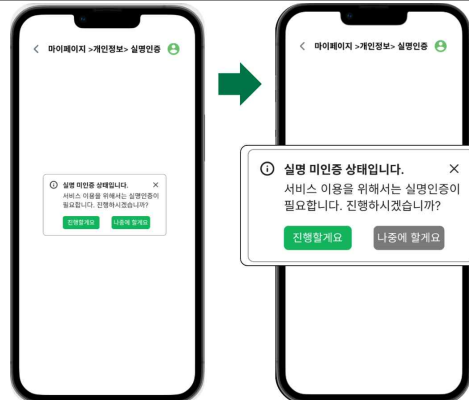 < 마이페이지 >개인정보> 실명인증
실명 미인증 상태입니다. ×
서비스 이용을 위해서는 실명인증이
필요합니다. 진행하시겠습니까?
진행할게요 나중에 할게요
< 마이페이지 >개인정보> 실명인증
실명 미인증 상태입니다. ×
서비스 이용을 위해서는 실명인증이
필요합니다. 진행하시겠습니까?
진행할게요 나중에 할게요